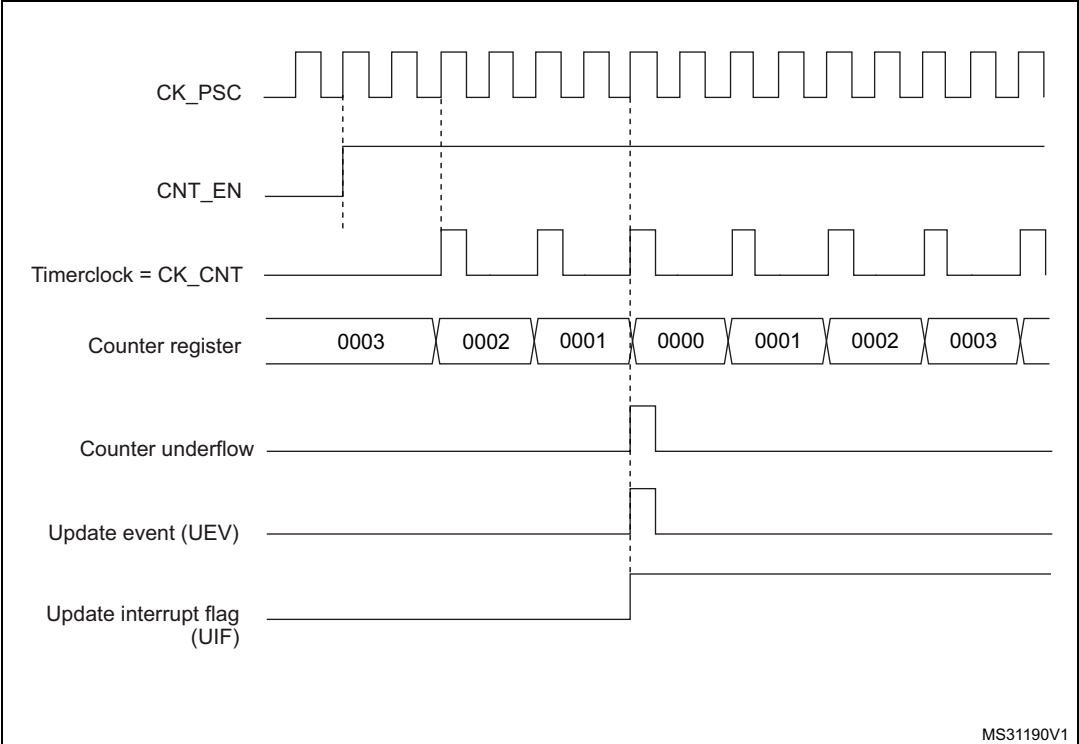 CK_PSC
CNT_EN
Timerclock = CK_CNT
Counter register
0003 0002 0001 0000 0001 0002 0003
Counter underflow
Update event (UEV)
Update interrupt flag
(UIF)
MS31190V1